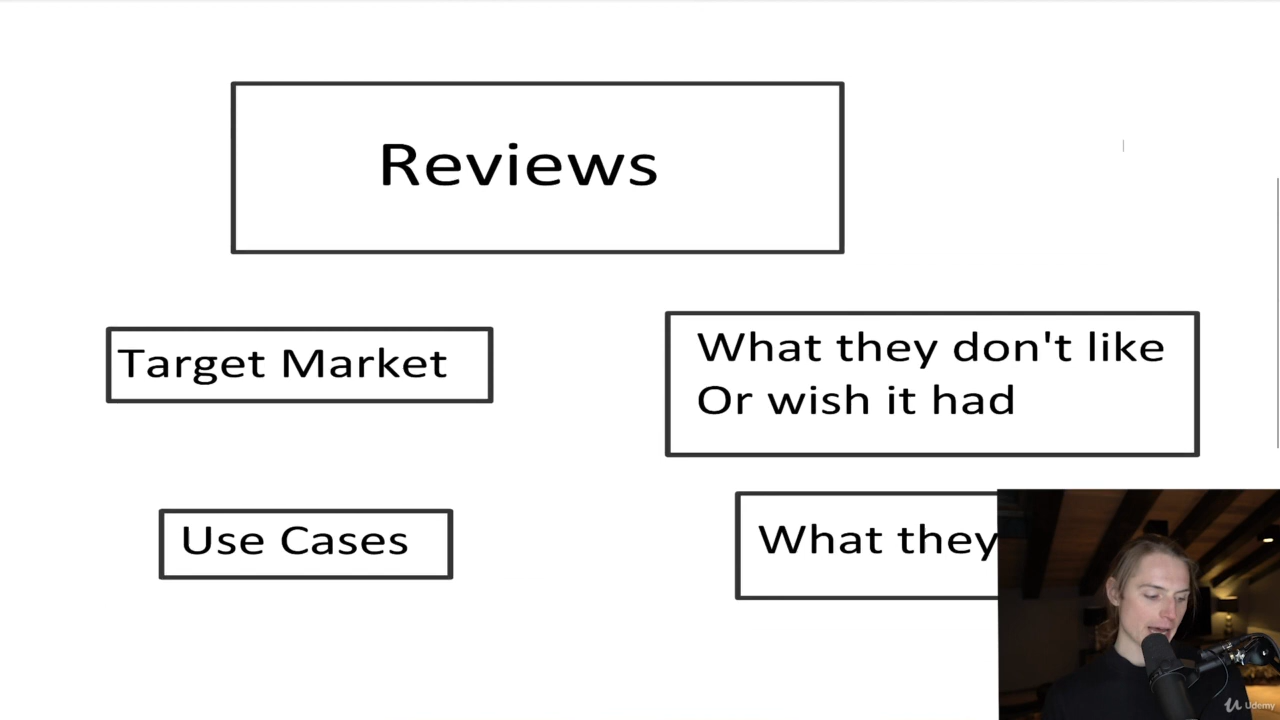 Reviews
Target Market
What they don't like
Or wish it had
Use Cases
What they
Udemy